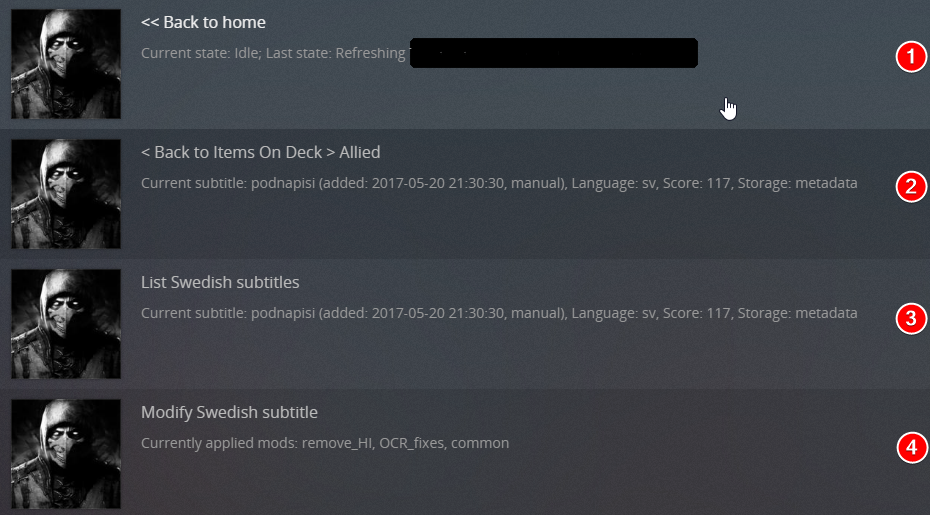 << Back to home
Current state: Idle; Last state: Refreshing
1
< Back to Items On Deck > Allied
Current subtitle: podnapisi (added: 2017-05-20 21:30:30, manual), Language: sv, Score: 117, Storage: metadata
2
List Swedish subtitles
Current subtitle: podnapisi (added: 2017-05-20 21:30:30, manual), Language: sv, Score: 117, Storage: metadata
3
Modify Swedish subtitle
Currently applied mods: remove_HI, OCR_fixes, common
4